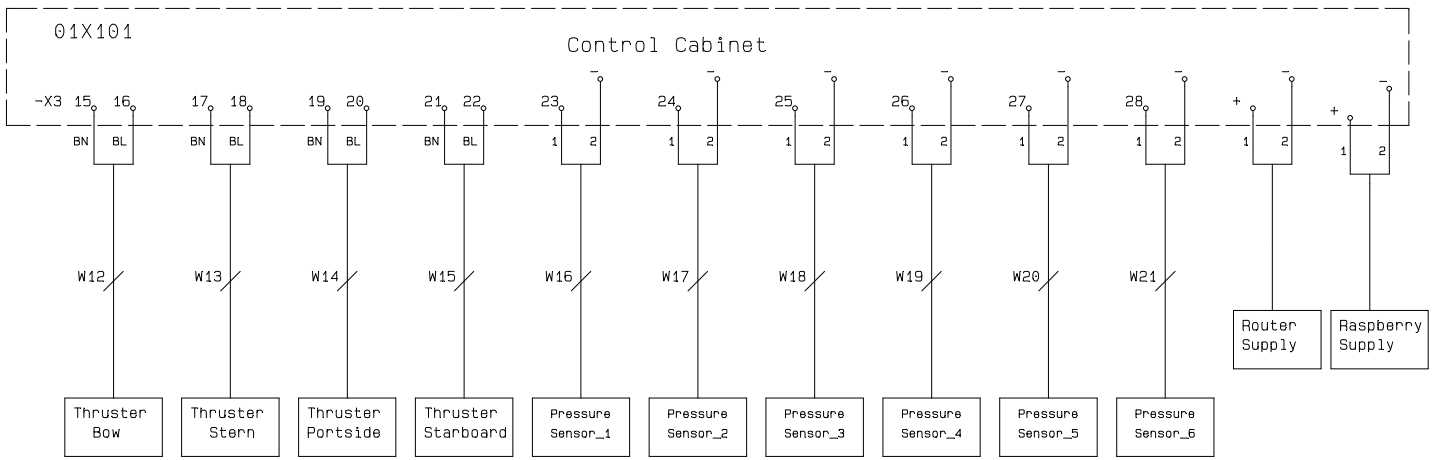 01X101
Control Cabinet
- - - - - - - -
-X3 15 16 17 18 19 20 21 22 23 24 25 26 27 28 + +
BN BL BN BL BN BL BN BL 1 2 1 2 1 2 1 2 1 2 1 2 1 2 1 2
W12 W13 W14 W15 W16 W17 W18 W19 W20 W21
Router
Supply
Raspberry
Supply
Thruster
Bow
Thruster
Stern
Thruster
Portside
Thruster
Starboard
Pressure
Sensor_1
Pressure
Sensor_2
Pressure
Sensor_3
Pressure
Sensor_4
Pressure
Sensor_5
Pressure
Sensor_6